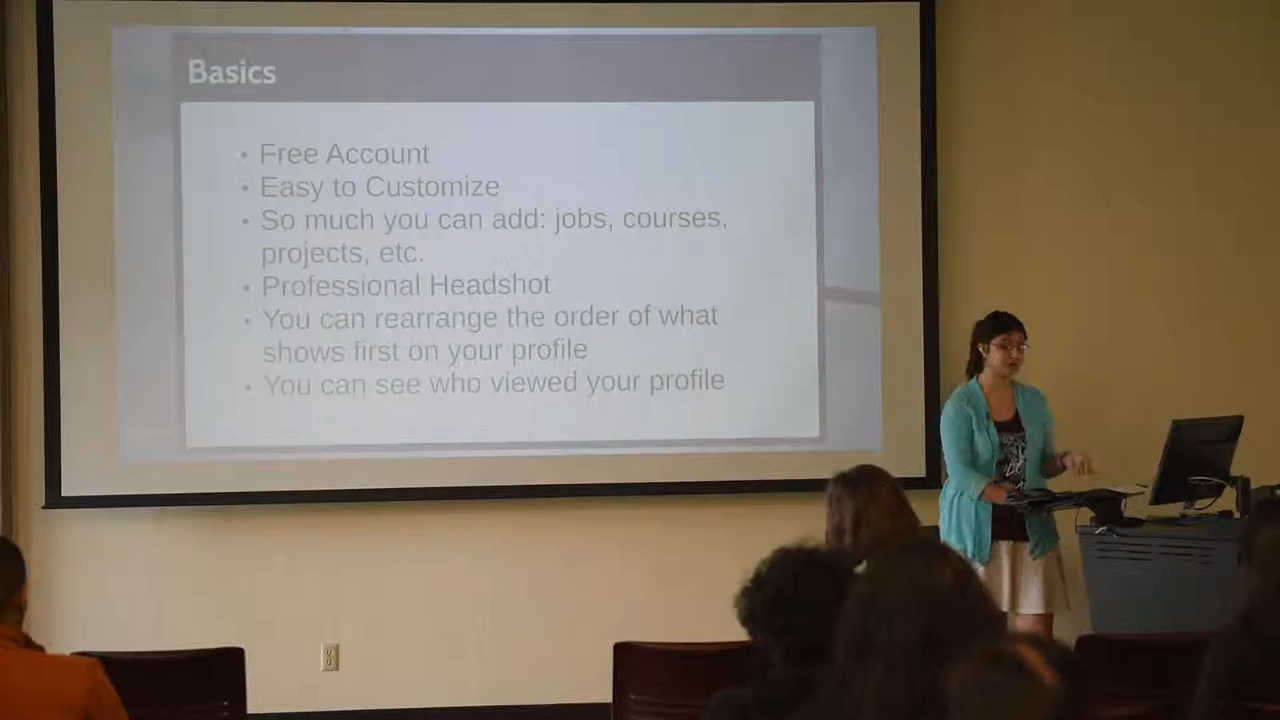 Basics
• Free Account
• Easy to Customize
• So much you can add: jobs, courses,
projects, etc.
• Professional Headshot
• You can rearrange the order of what
shows first on your profile
• You can see who viewed your profile